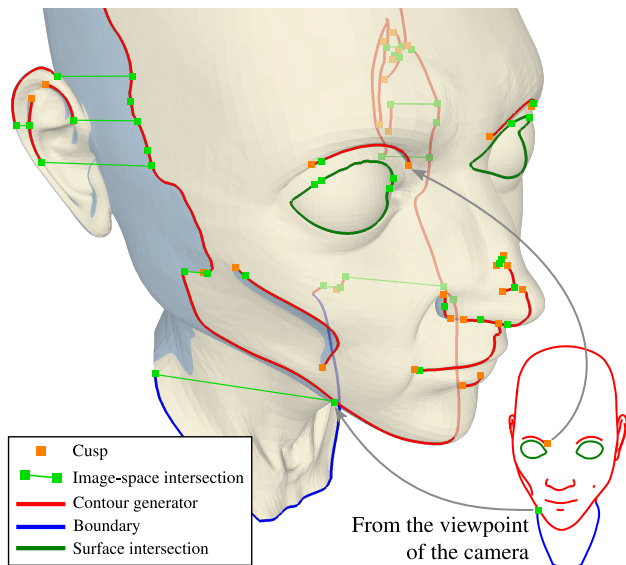 Cusp
Image-space intersection
Contour generator
Boundary
Surface intersection
From the viewpoint
of the camera